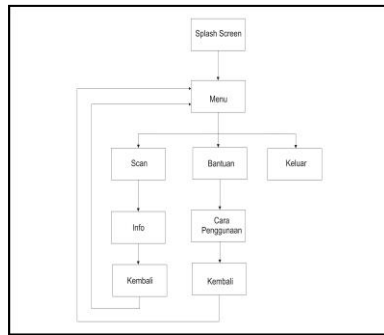 Splash Screen
Menu
Scan
Bantuan
Keluar
Info
Cara
Penggunaan
Kembali
Kembali